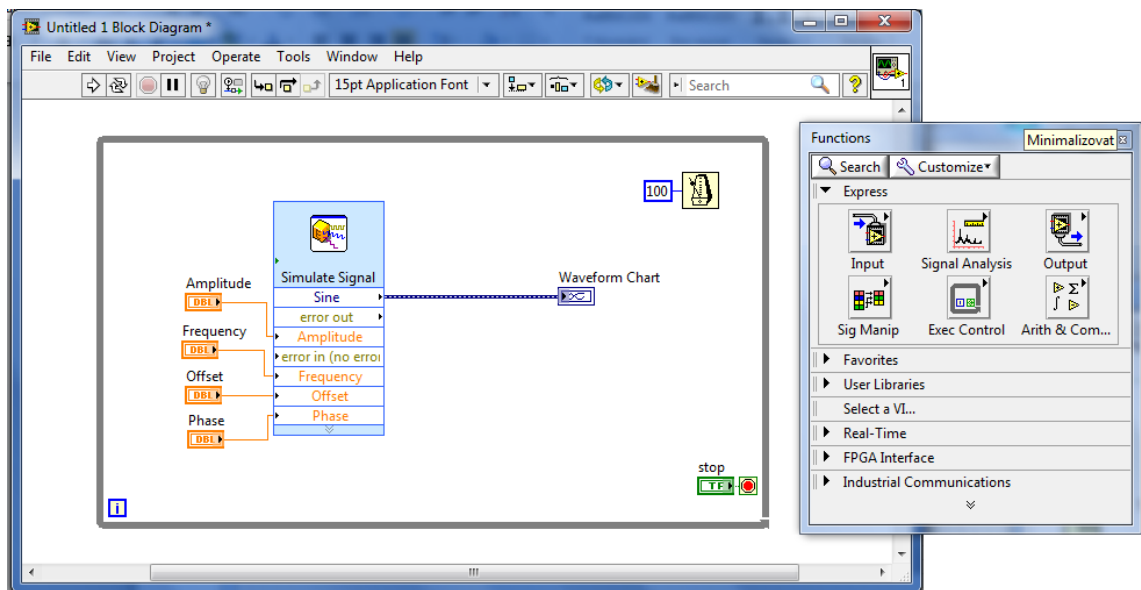 Untitled 1 Block Diagram *
File Edit View Project Operate Tools Window Help
15pt Application Font
Search
?
1
100
Simulate Signal
Sine
error out
Amplitude
error in (no erroi
Frequency
Offset
Phase
Amplitude
DBL
Frequency
DBL
Offset
DBL
Phase
DBL
Waveform Chart
stop
TF
i
Functions
Minimalizovat
Search Customize
Express
Input Signal Analysis Output
Sig Manip Exec Control Arith & Com...
Favorites
User Libraries
Select a VI...
Real-Time
FPGA Interface
Industrial Communications